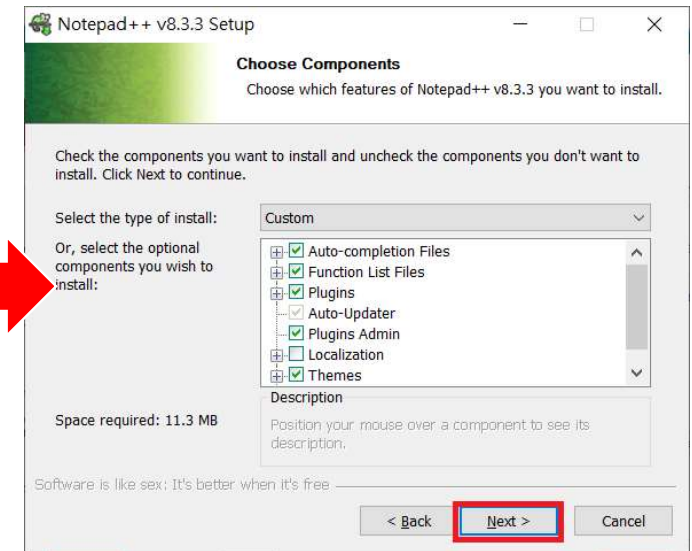 Notepad++ v8.3.3 Setup
Choose Components
Choose which features of Notepad++ v8.3.3 you want to install.
Check the components you want to install and uncheck the components you don't want to
install. Click Next to continue.
Select the type of install:
Custom
Or, select the optional
components you wish to
install:
Auto-completion Files
Function List Files
Plugins
Auto-Updater
Plugins Admin
Localization
Themes
Space required: 11.3 MB
Description
Position your mouse over a component to see its
description.
Software is like sex: It's better when it's free
< Back
Next >
Cancel